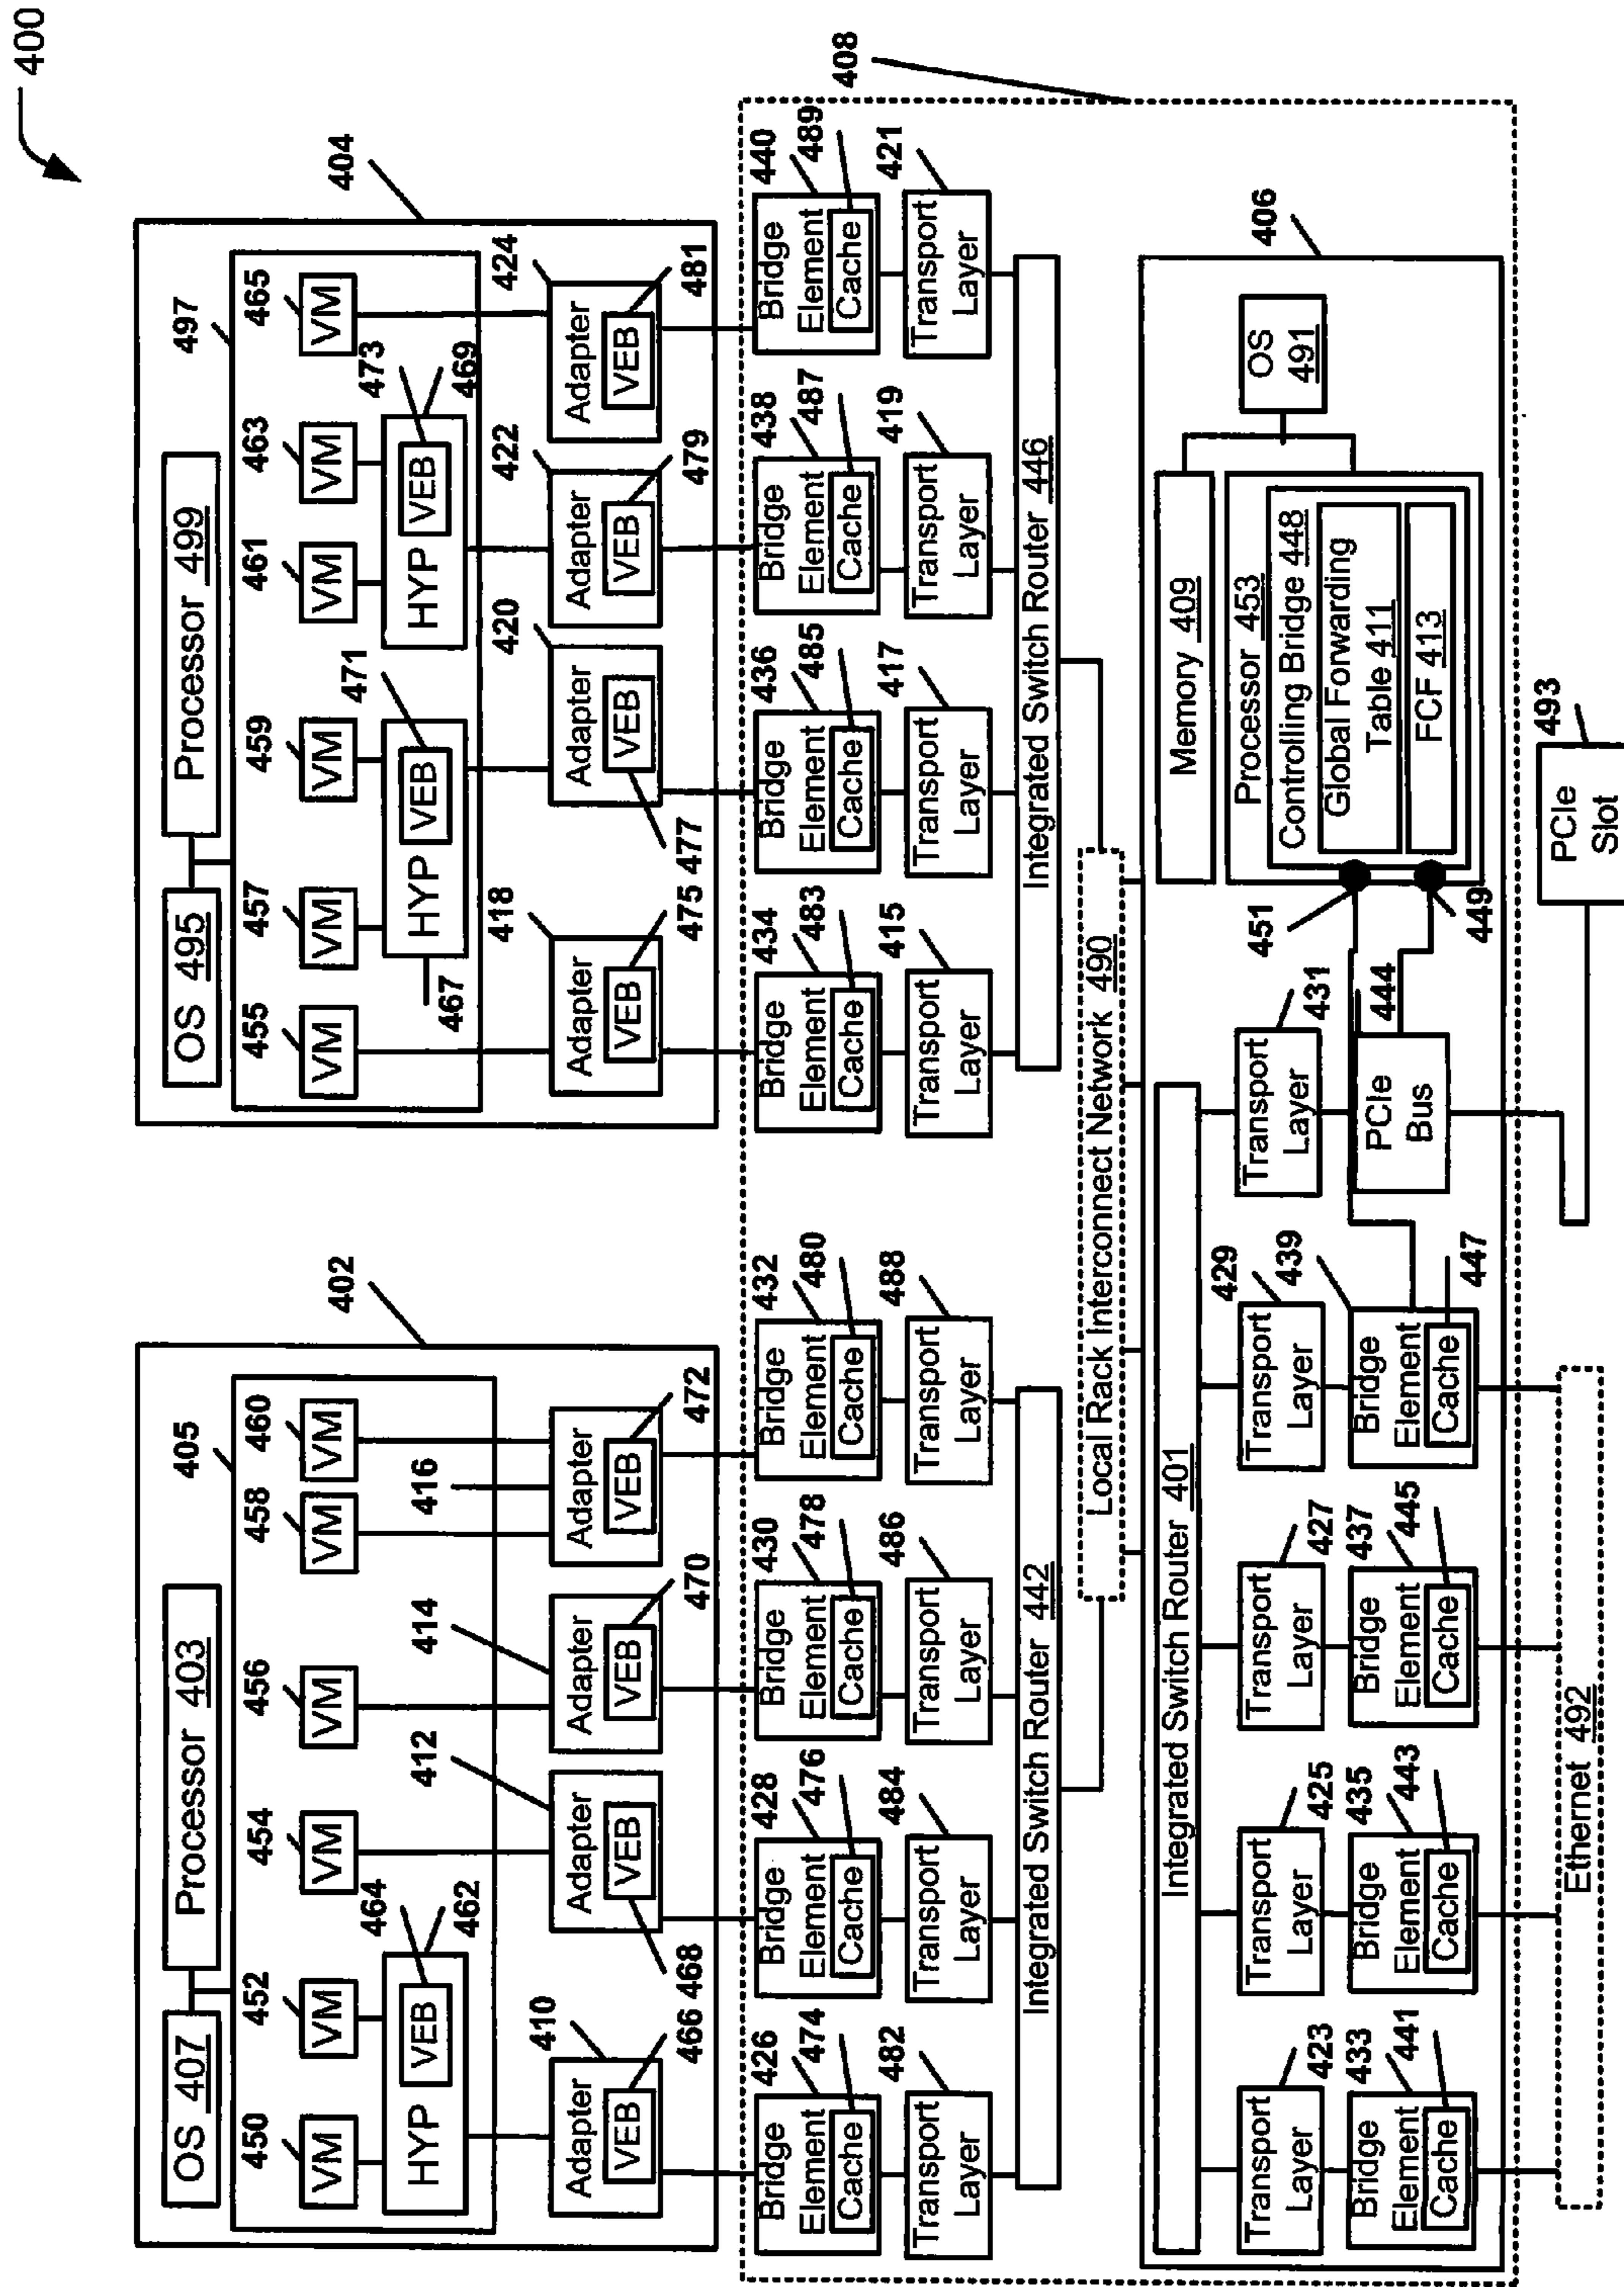 400
402
404
OS 407
Processor 403
405
450
452
454
456
458
460
VM
VM
VM
VM
VM
VM
464
462
HYP
VEB
412
414
416
410
Adapter
VEB
Adapter
VEB
Adapter
VEB
Adapter
VEB
466
468
470
472
OS 495
Processor 499
497
455
457
459
461
463
465
VM
VM
VM
VM
VM
VM
471
473
469
HYP
VEB
HYP
VEB
467
418
420
422
424
Adapter
VEB
Adapter
VEB
Adapter
VEB
Adapter
VEB
475
477
479
481
408
426
474
428
476
430
478
432
480
Bridge
Element
Cache
Bridge
Element
Cache
Bridge
Element
Cache
Bridge
Element
Cache
482
484
486
488
Transport
Layer
Transport
Layer
Transport
Layer
Transport
Layer
Integrated Switch Router 442
434
483
436
485
438
487
440
489
Bridge
Element
Cache
Bridge
Element
Cache
Bridge
Element
Cache
Bridge
Element
Cache
415
417
419
421
Transport
Layer
Transport
Layer
Transport
Layer
Transport
Layer
Integrated Switch Router 446
Local Rack Interconnect Network 490
406
Integrated Switch Router 401
423
425
427
429
431
Transport
Layer
Transport
Layer
Transport
Layer
Transport
Layer
Transport
Layer
433
441
435
443
437
445
439
447
Bridge
Element
Cache
Bridge
Element
Cache
Bridge
Element
Cache
Bridge
Element
Cache
444
PCIe
Bus
451
449
Memory 409
Processor 453
Controlling Bridge 448
Global Forwarding
Table 411
FCF 413
OS
491
Ethernet 492
493
PCIe
Slot